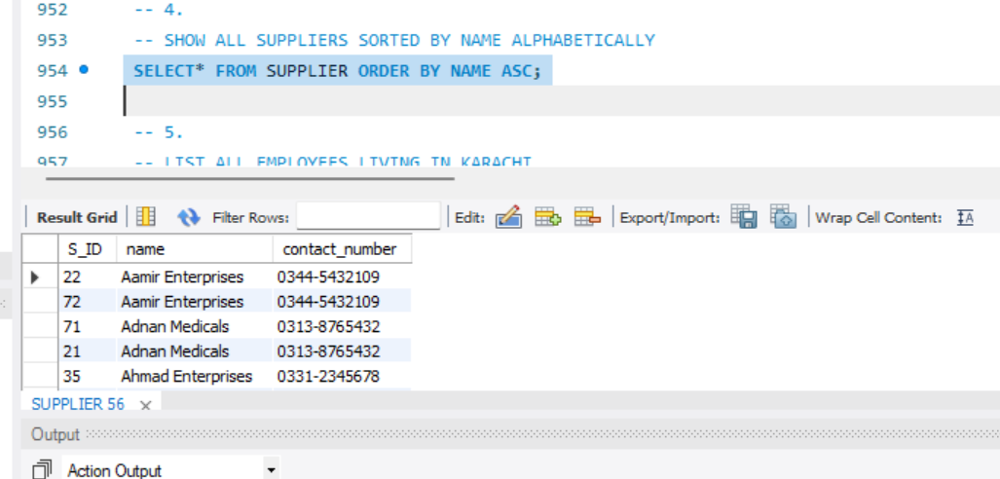 952 -- 4.
953 -- SHOW ALL SUPPLIERS SORTED BY NAME ALPHABETICALLY
954 SELECT* FROM SUPPLIER ORDER BY NAME ASC;
955
956 -- 5.
957 -- LIST ALL EMPLOYEES LIVING IN KARACHI
Result Grid Filter Rows: Edit: Export/Import: Wrap Cell Content: IA
S_ID name contact_number
22 Aamir Enterprises 0344-5432109
72 Aamir Enterprises 0344-5432109
71 Adnan Medicals 0313-8765432
21 Adnan Medicals 0313-8765432
35 Ahmad Enterprises 0331-2345678
SUPPLIER 56 ×
Output
Action Output